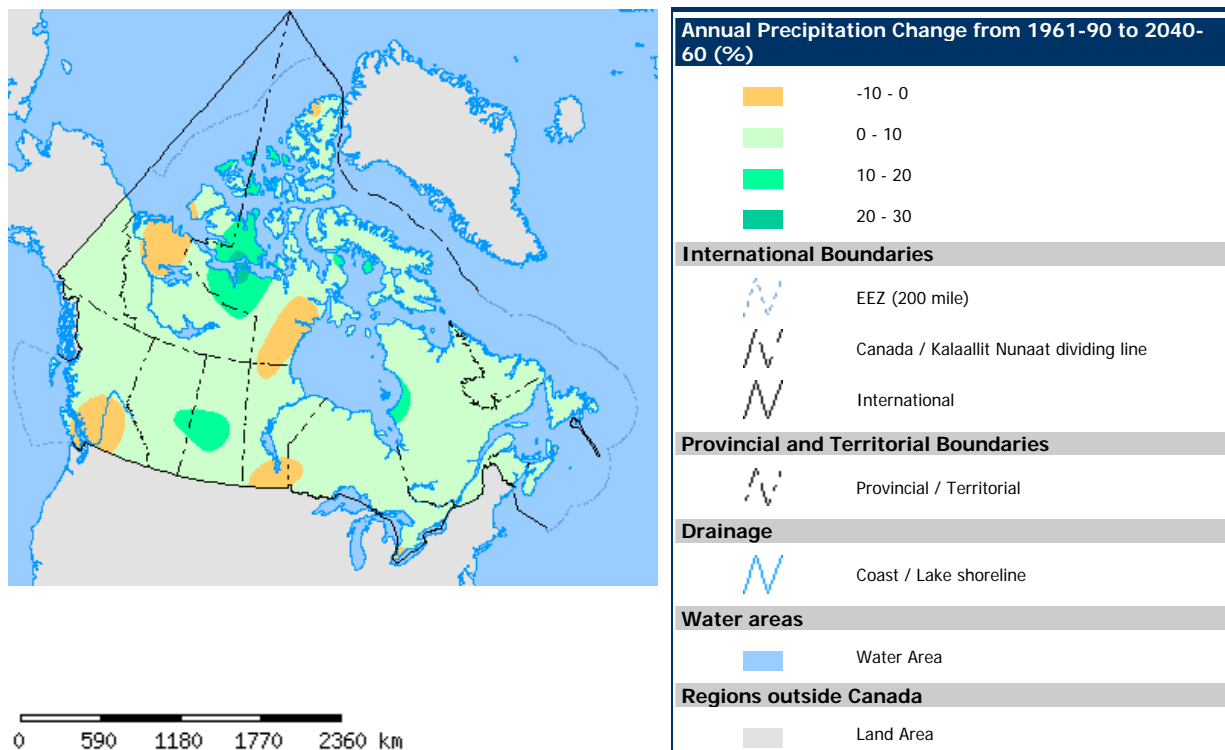 Annual Precipitation Change from 1961-90 to 2040-
60 (%)
-10 - 0
0 - 10
10 - 20
20 - 30
International Boundaries
EEZ (200 mile)
Canada / Kalaallit Nunaat dividing line
International
Provincial and Territorial Boundaries
Provincial / Territorial
Drainage
Coast / Lake shoreline
Water areas
Water Area
Regions outside Canada
Land Area
0 590 1180 1770 2360 km